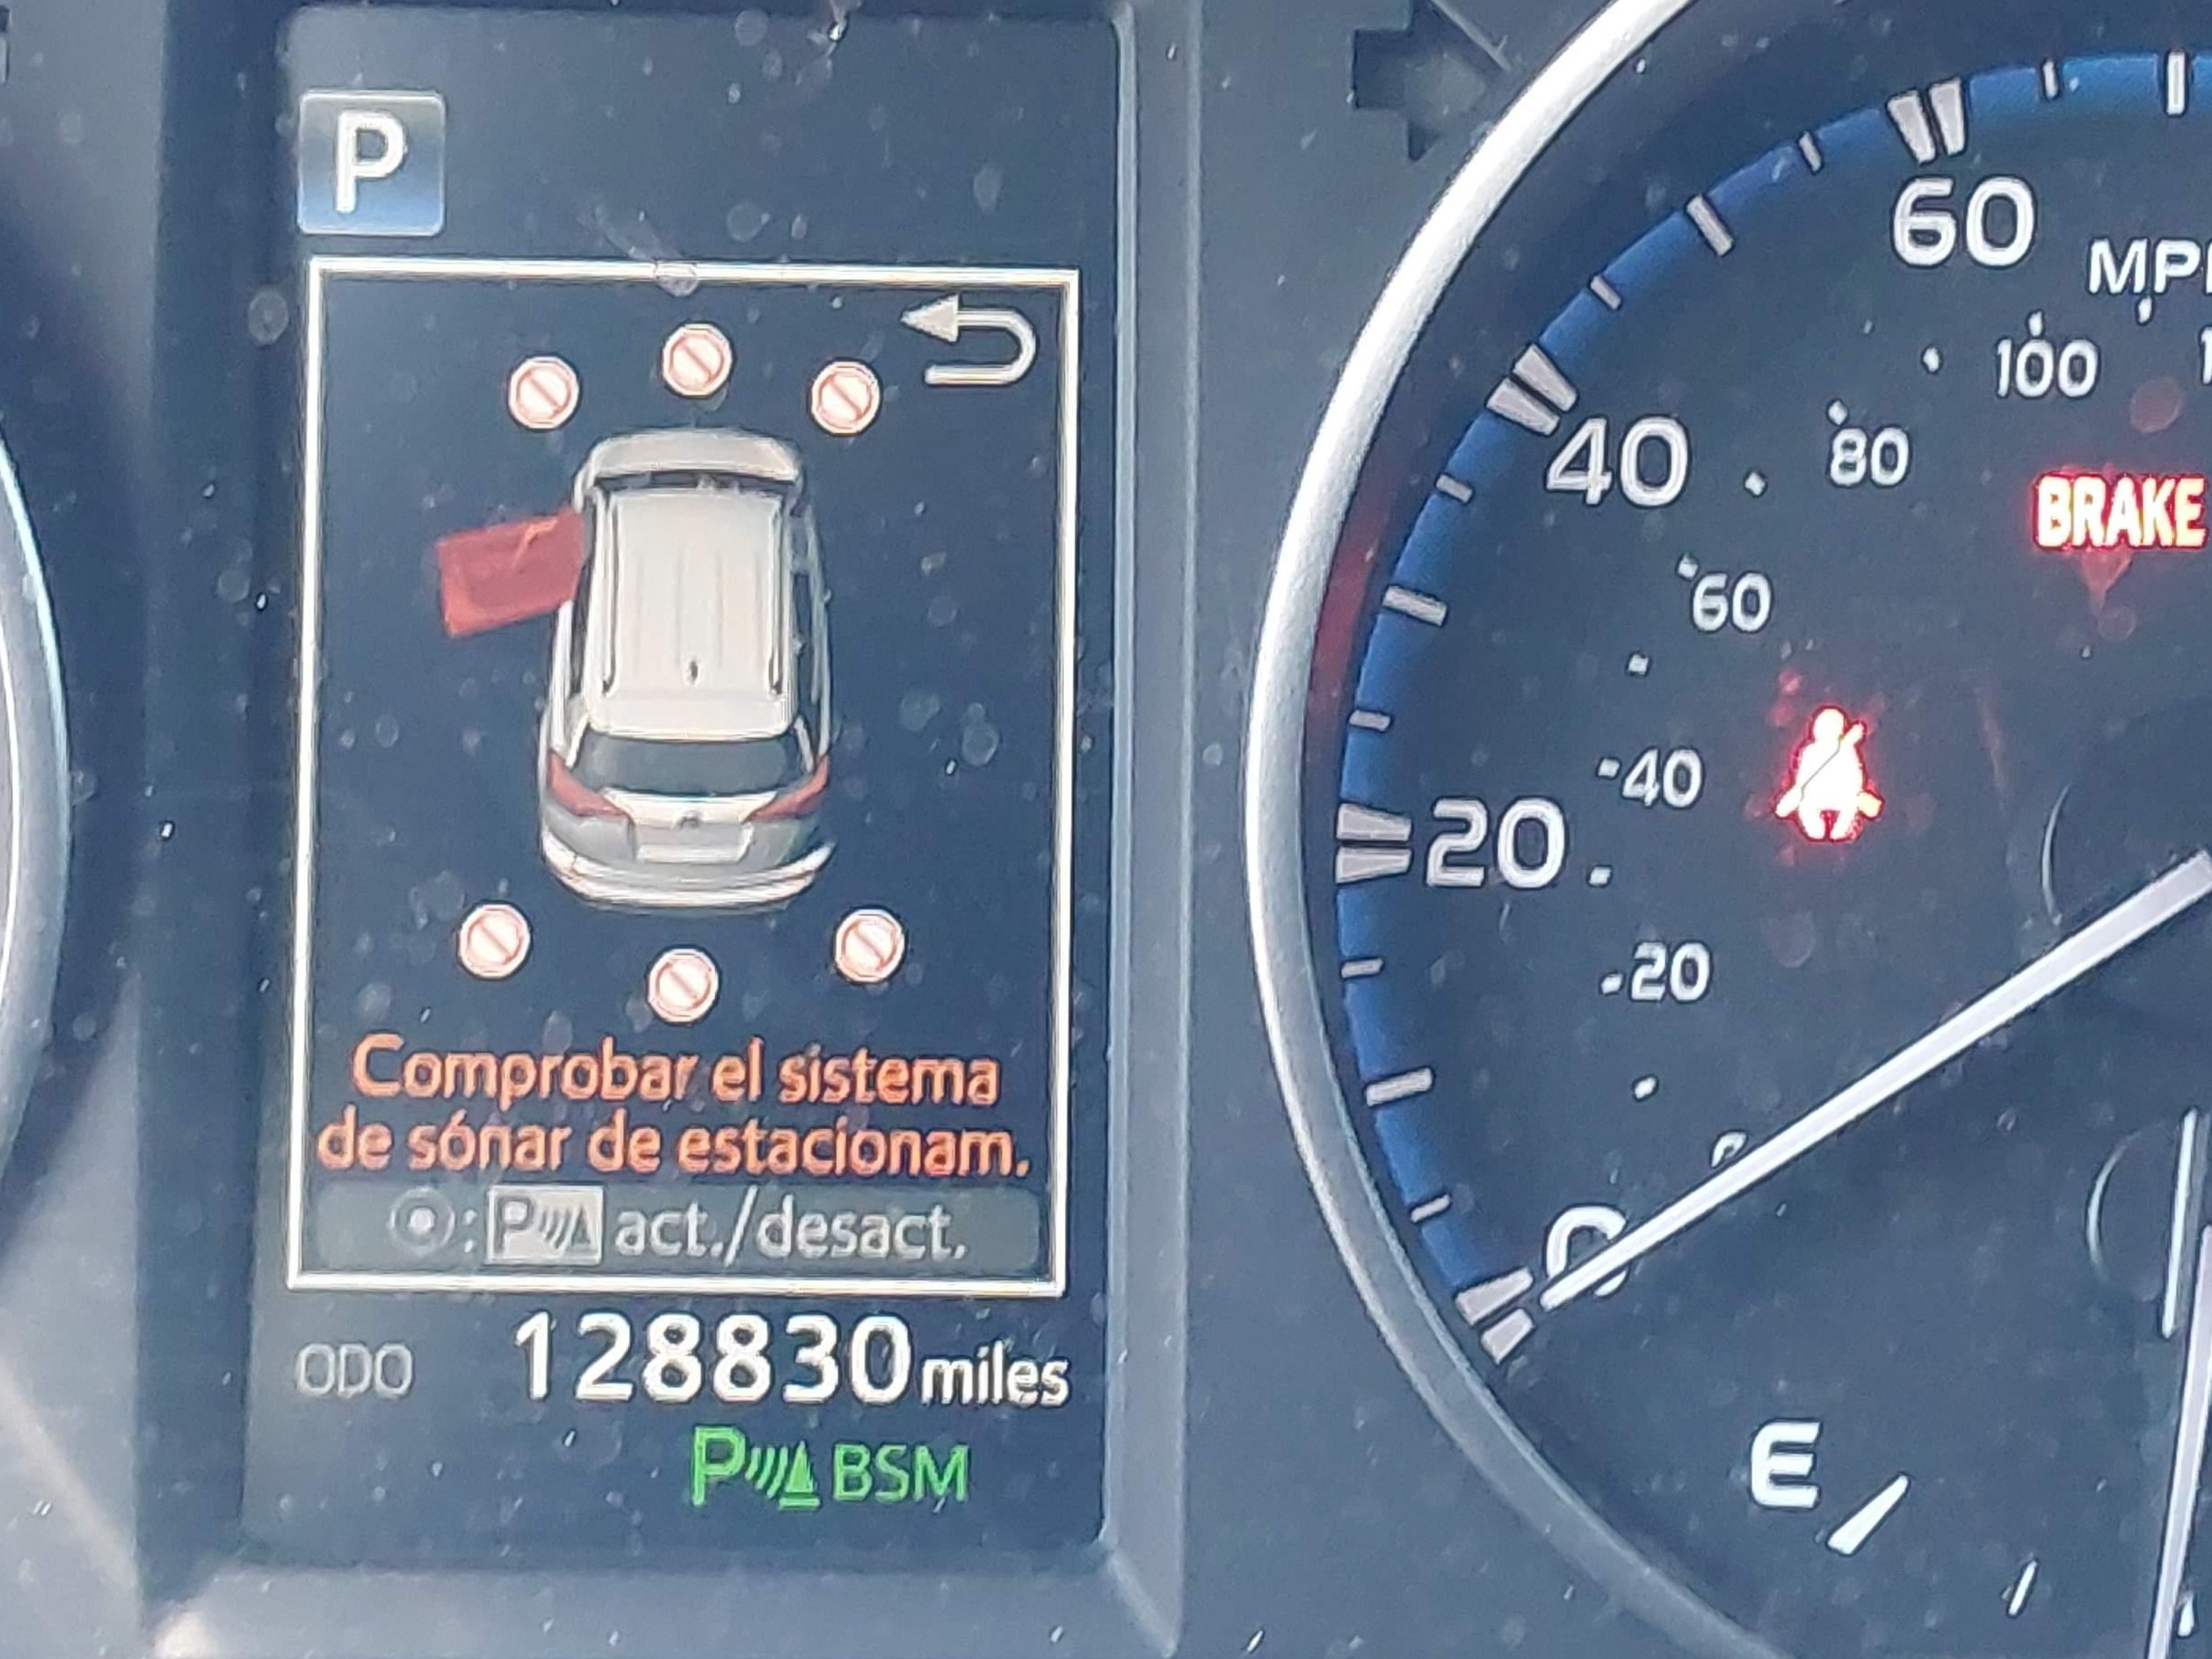 P
Comprobar el sistema
de sónar de estacionam.
P act./desact.
ODO 128830 miles
P BSM
60
100
40
80
BRAKE
60
40
20
20
E